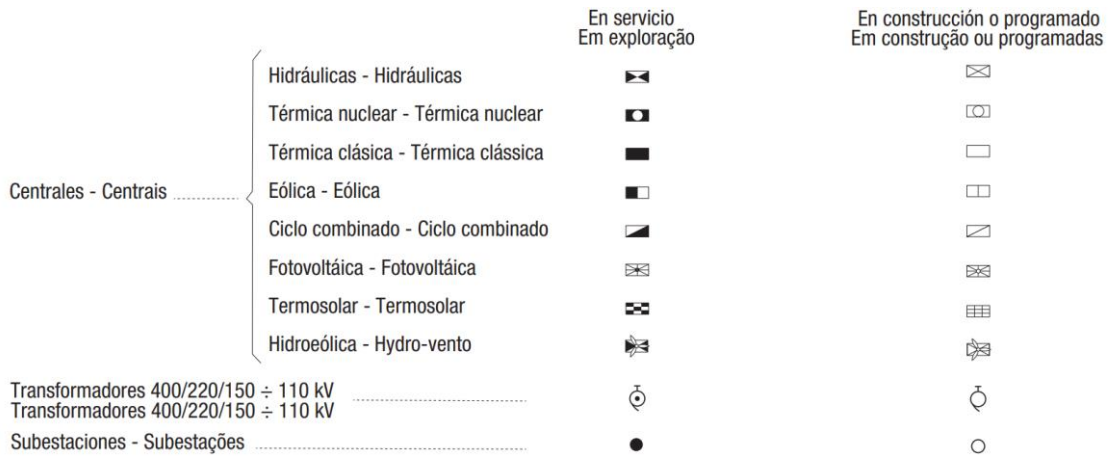 En servicio
Em exploração
En construcción o programado
Em construção ou programadas
Hidráulicas - Hidráulicas
Térmica nuclear - Térmica nuclear
Térmica clásica - Térmica clássica
Centrales - Centrais
Eólica - Eólica
Ciclo combinado - Ciclo combinado
Fotovoltáica - Fotovoltáica
Termosolar - Termosolar
Hidroeólica - Hydro-vento
Transformadores 400/220/150 ÷ 110 kV
Transformadores 400/220/150 ÷ 110 kV
Subestaciones - Subestações